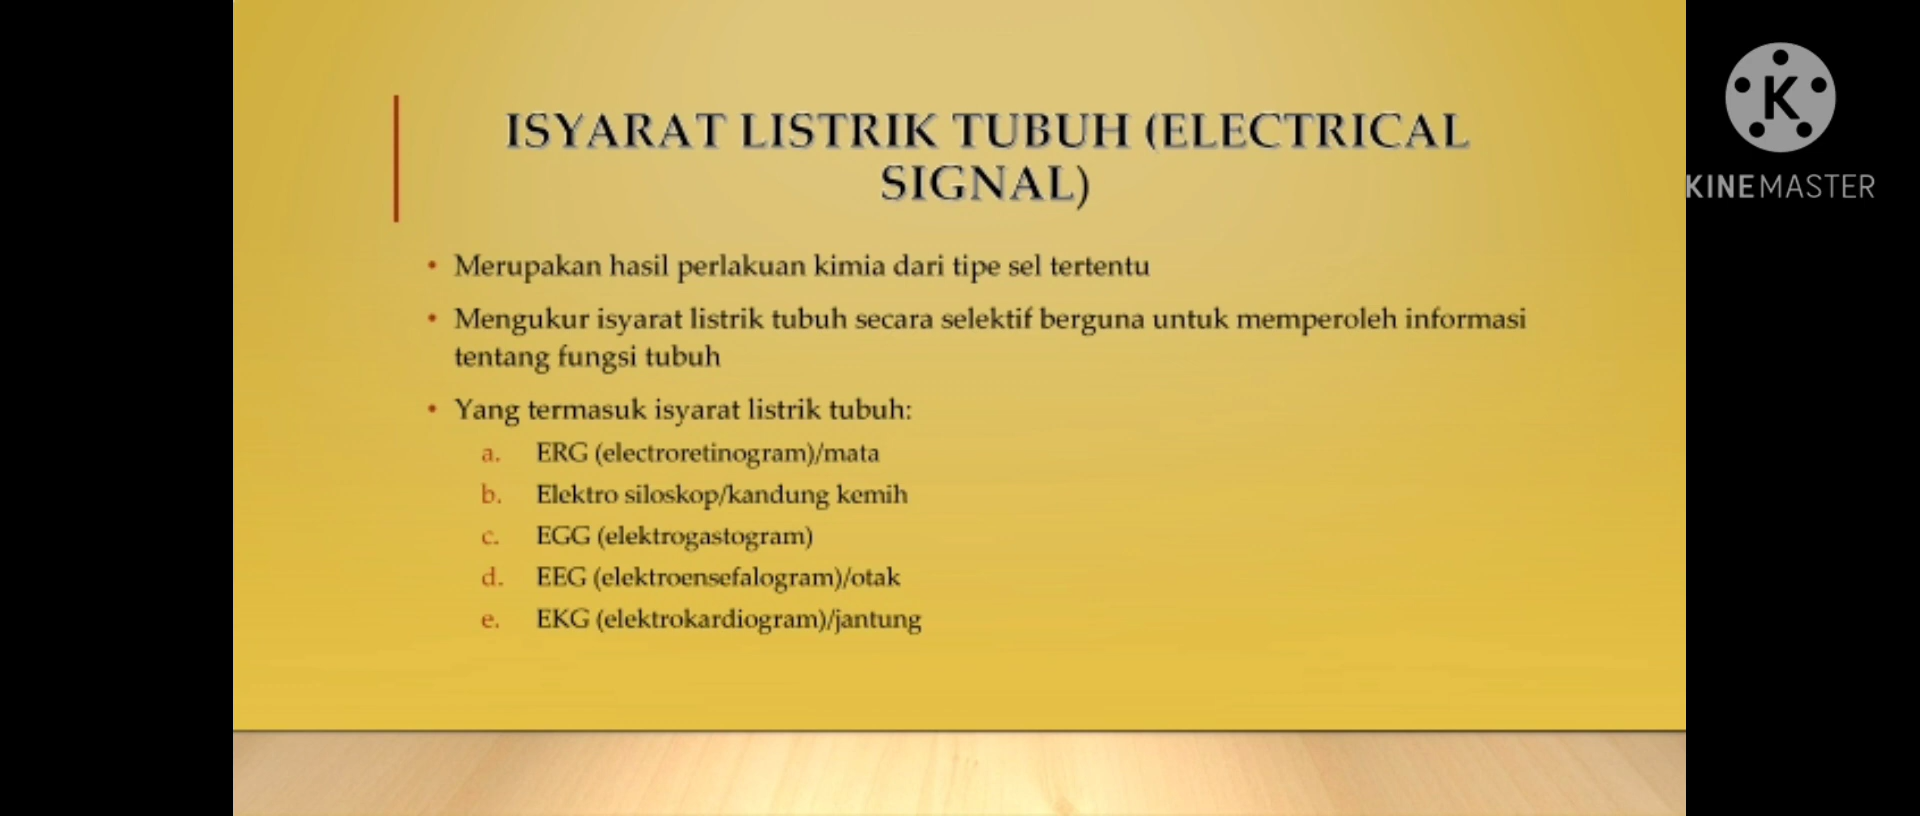 ISYARAT LISTRIK TUBUH (ELECTRICAL
SIGNAL)
• Merupakan hasil perlakuan kimia dari tipe sel tertentu
• Mengukur isyarat listrik tubuh secara selektif berguna untuk memperoleh informasi
tentang fungsi tubuh
• Yang termasuk isyarat listrik tubuh:
a. ERG (electroretinogram)/mata
b. Elektro siloskop/kandung kemih
c. EGG (elektrogastogram)
d. EEG (elektroensefalogram)/otak
e. EKG (elektrokardiogram)/jantung
K
KINEMASTER